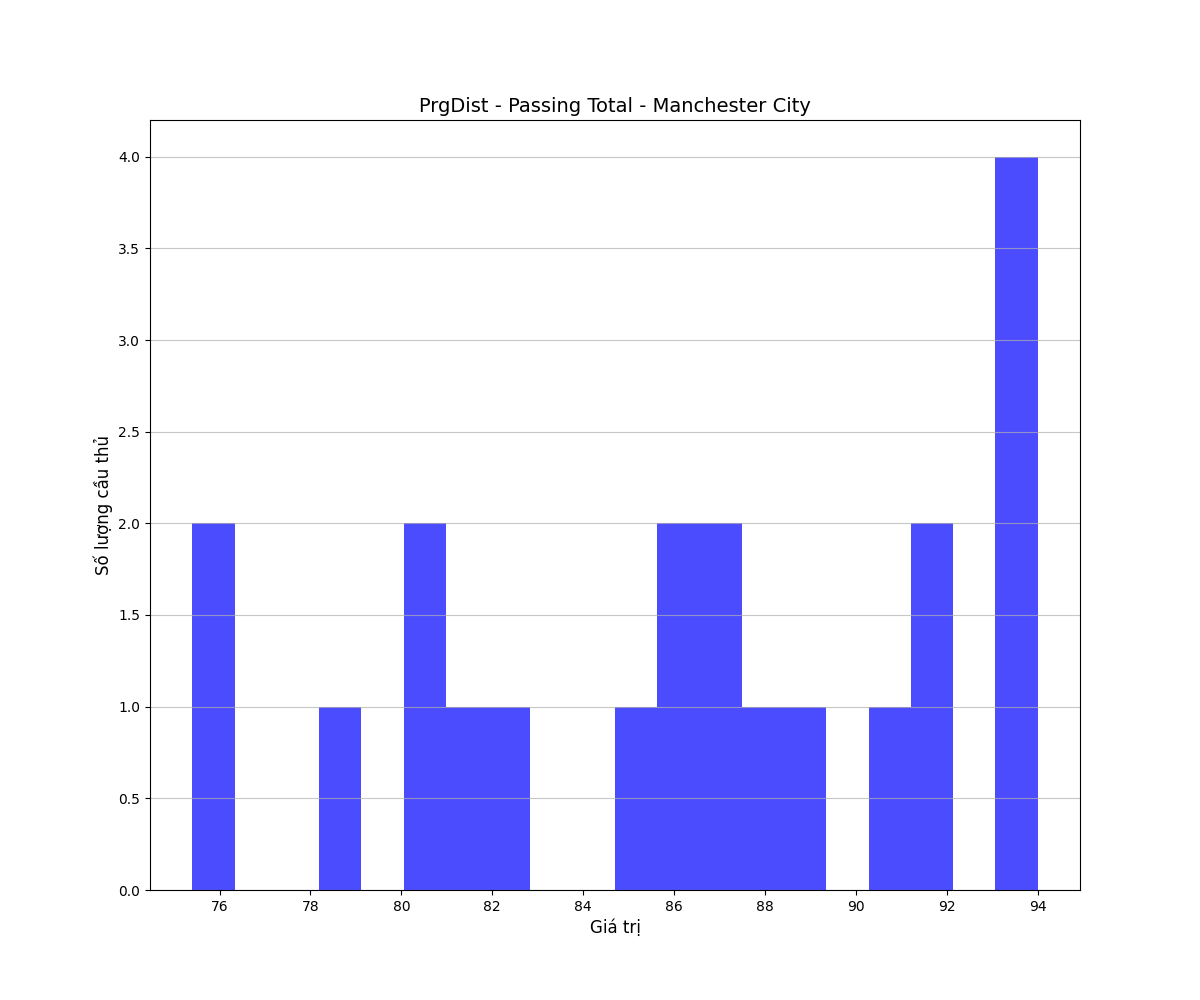 PrgDist - Passing Total - Manchester City
4.0
3.5
3.0
2.5
2.0
1.5
1.0
0.5
0.0
Số lượng cầu thủ
76 78 80 82 84 86 88 90 92 94
Giá trị